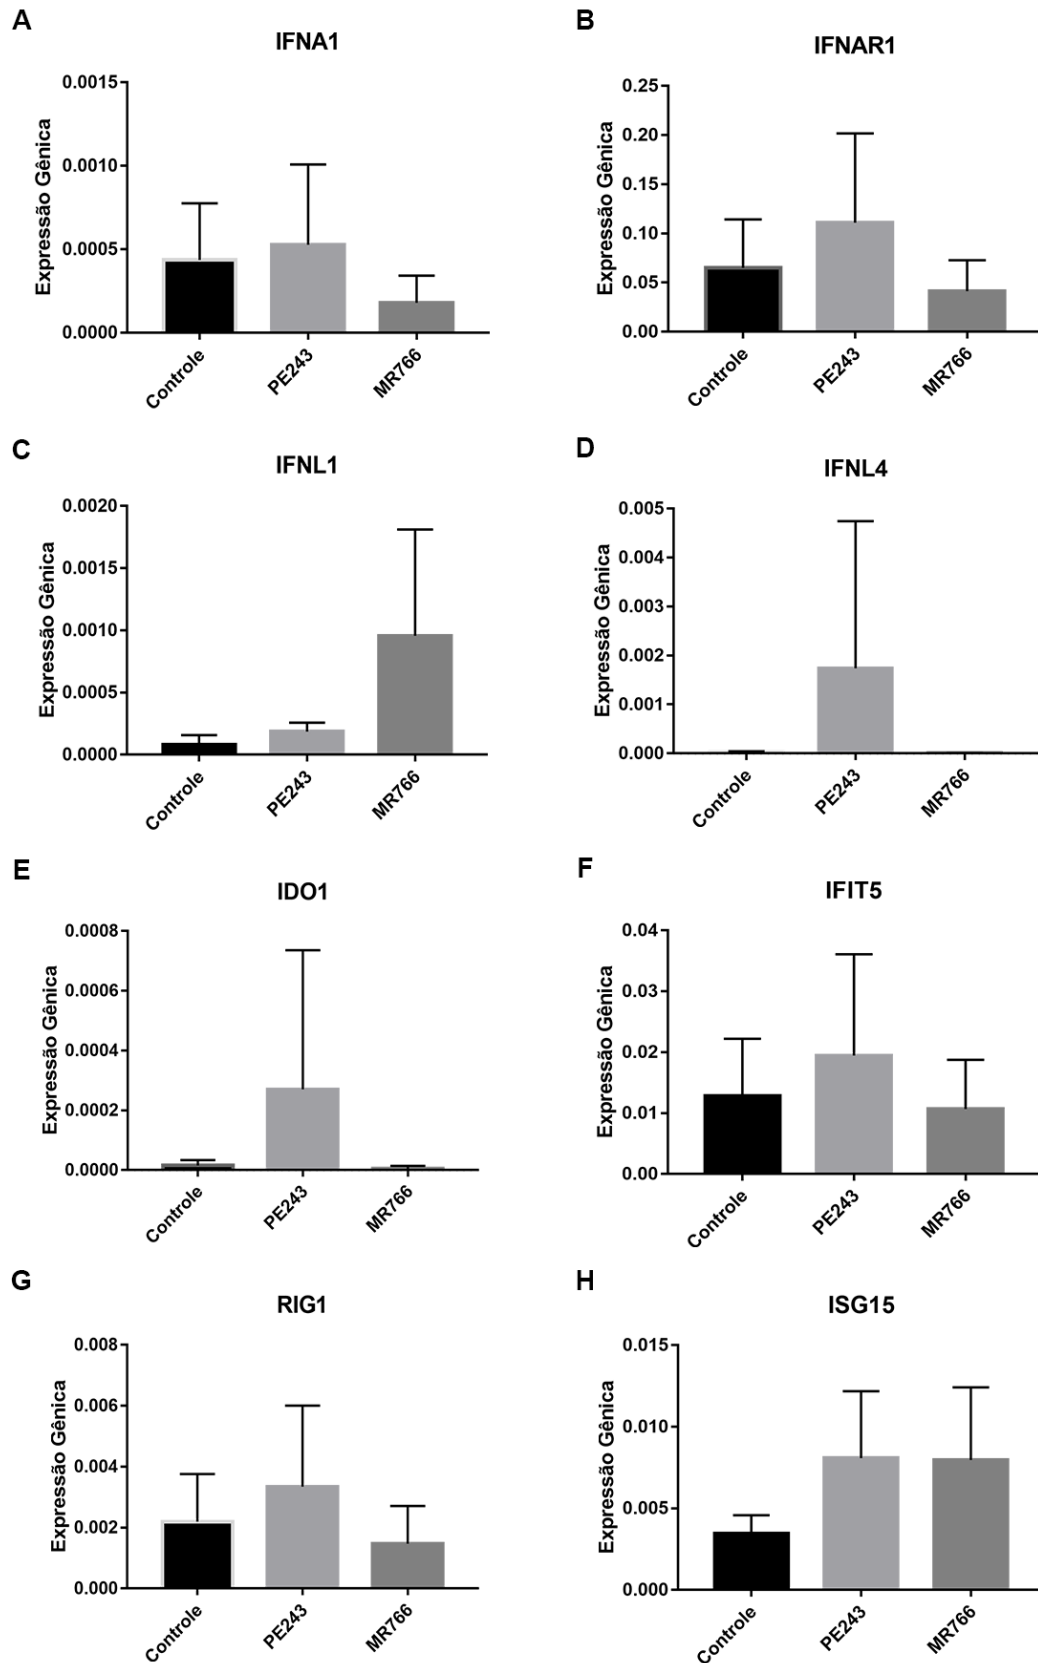 A
IFNA1
Expressão Gênica
0.0015
0.0010
0.0005
0.0000
Controle
PE243
MR766
B
IFNAR1
Expressão Gênica
0.25
0.20
0.15
0.10
0.05
0.00
Controle
PE243
MR766
C
IFNL1
Expressão Gênica
0.0020
0.0015
0.0010
0.0005
0.0000
Controle
PE243
MR766
D
IFNL4
Expressão Gênica
0.005
0.004
0.003
0.002
0.001
0.000
Controle
PE243
MR766
E
IDO1
Expressão Gênica
0.0008
0.0006
0.0004
0.0002
0.0000
Controle
PE243
MR766
F
IFIT5
Expressão Gênica
0.04
0.03
0.02
0.01
0.00
Controle
PE243
MR766
G
RIG1
Expressão Gênica
0.008
0.006
0.004
0.002
0.000
Controle
PE243
MR766
H
ISG15
Expressão Gênica
0.015
0.010
0.005
0.000
Controle
PE243
MR766